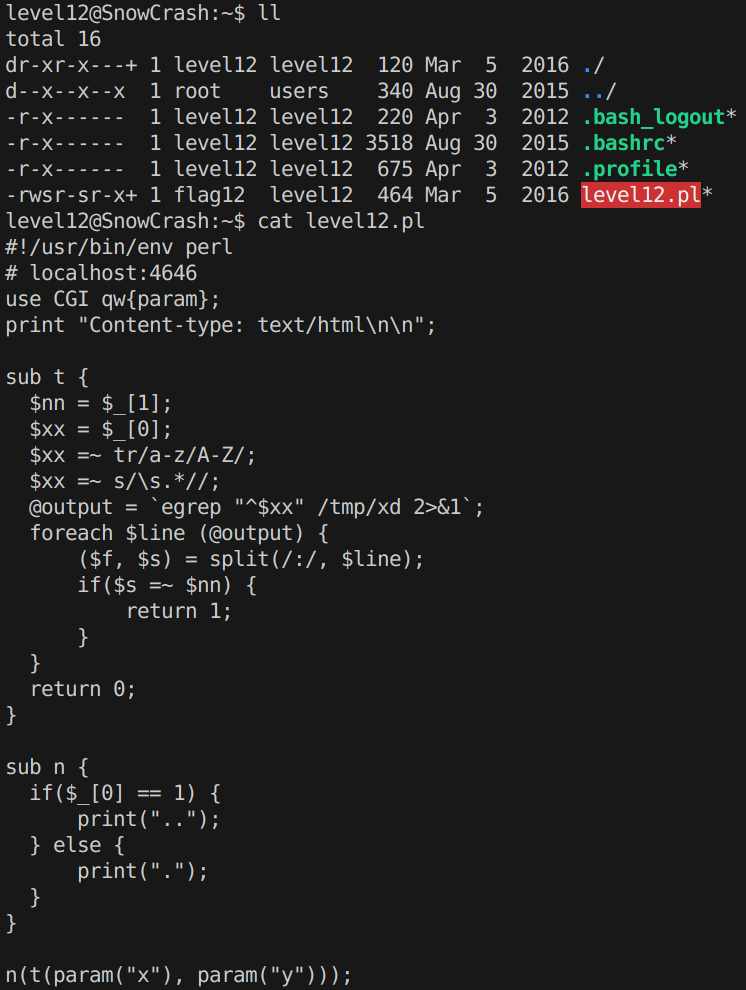 level12@SnowCrash:~$ ll
total 16
dr-xr-x---+ 1 level12 level12  120 Mar  5  2016 ./
d--x--x--x  1 root    users    340 Aug 30  2015 ../
-r-x------  1 level12 level12  220 Apr  3  2012 .bash_logout*
-r-x------  1 level12 level12 3518 Aug 30  2015 .bashrc*
-r-x------  1 level12 level12  675 Apr  3  2012 .profile*
-rwsr-sr-x+ 1 flag12  level12  464 Mar  5  2016 level12.pl*
level12@SnowCrash:~$ cat level12.pl
#!/usr/bin/env perl
# localhost:4646
use CGI qw{param};
print "Content-type: text/html\n\n";

sub t {
  $nn = $_[1];
  $xx = $_[0];
  $xx =~ tr/a-z/A-Z/;
  $xx =~ s/\s.*//;
  @output = `egrep "^$xx" /tmp/xd 2>&1`;
  foreach $line (@output) {
      ($f, $s) = split(/:/, $line);
      if($s =~ $nn) {
          return 1;
      }
  }
  return 0;
}

sub n {
  if($_[0] == 1) {
      print("..");
  } else {
      print(".");
  }
}

n(t(param("x"), param("y")));